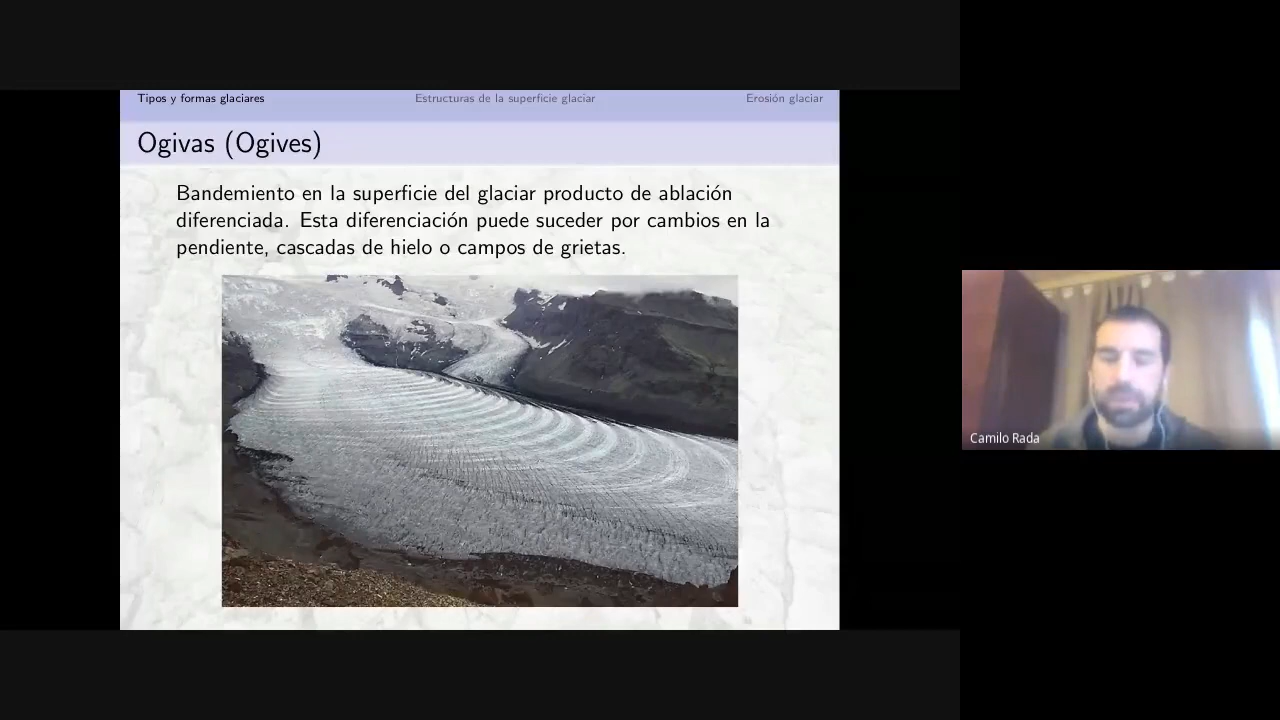 Tipos y formas glaciares
Estructuras de la superficie glaciar
Erosión glaciar
Ogivas (Ogives)
Bandemiento en la superficie del glaciar producto de ablación
diferenciada. Esta diferenciación puede suceder por cambios en la
pendiente, cascadas de hielo o campos de grietas.
Camilo Rada